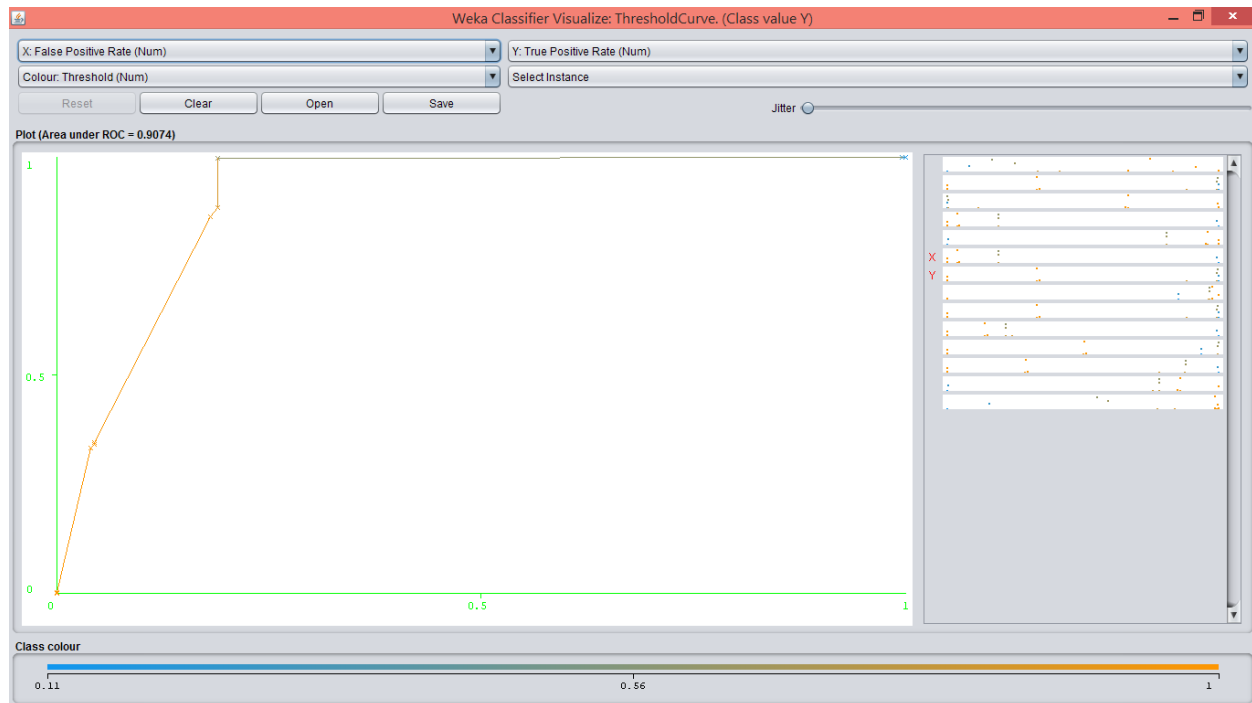 Weka Classifier Visualize: ThresholdCurve. (Class value Y)
X: False Positive Rate (Num)
Y: True Positive Rate (Num)
Colour: Threshold (Num)
Select Instance
Reset
Clear
Open
Save
Jitter
Plot (Area under ROC = 0.9074)
1
0.5
0
0
0.5
1
X
Y
Class colour
0.11
0.56
1